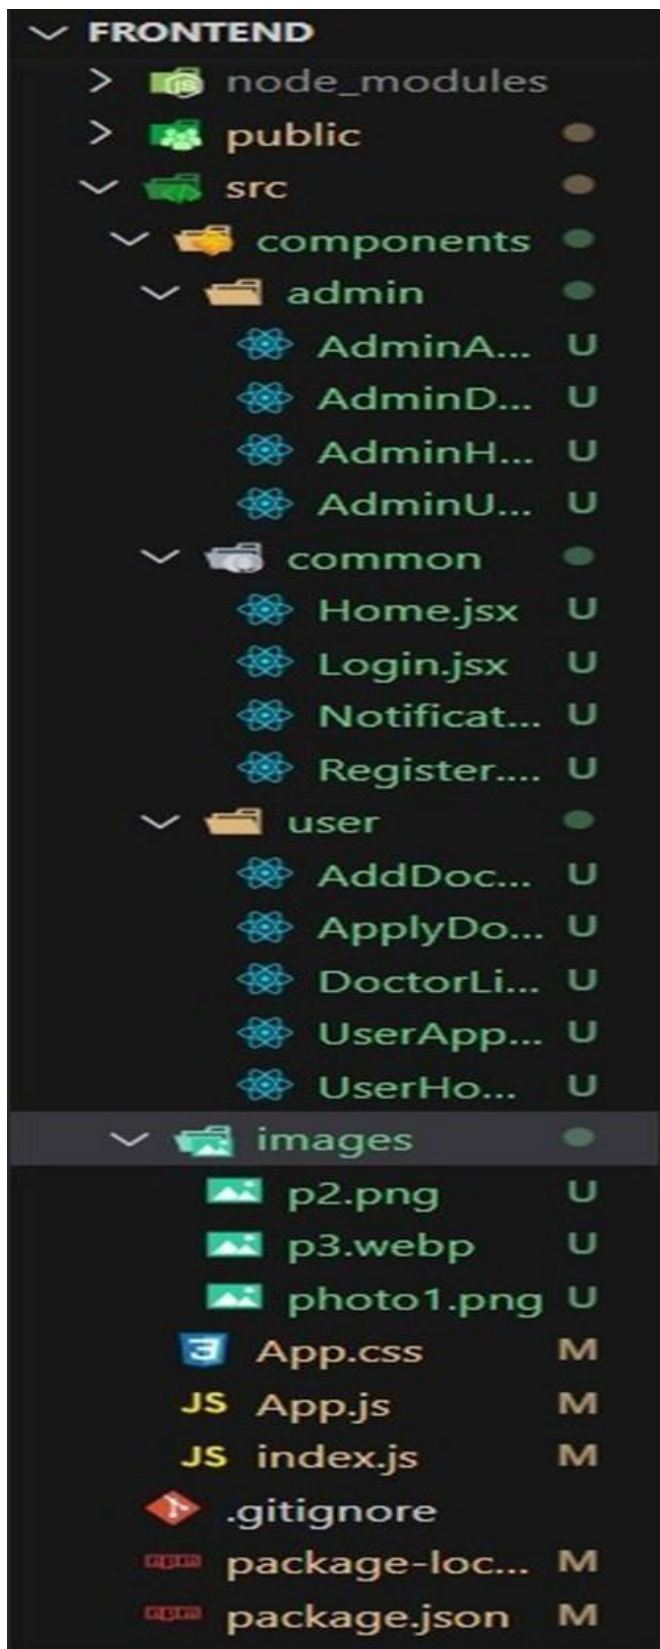 FRONTEND
node_modules
public
src
components
admin
AdminA... U
AdminD... U
AdminH... U
AdminU... U
common
Home.jsx U
Login.jsx U
Notificat... U
Register.... U
user
AddDoc... U
ApplyDo... U
DoctorLi... U
UserApp... U
UserHo... U
images
p2.png U
p3.webp U
photo1.png U
App.css M
JS App.js M
JS index.js M
.gitignore
package-loc... M
package.json M